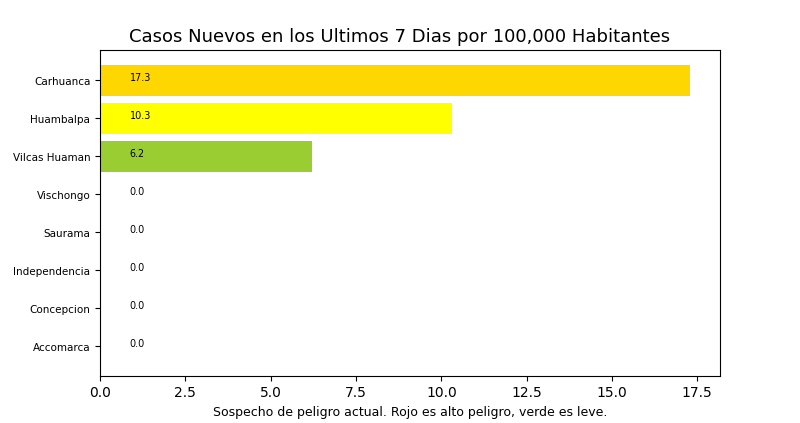 Casos Nuevos en los Ultimos 7 Dias por 100,000 Habitantes
Carhuanca 17.3
Huambalpa 10.3
Vilcas Huaman 6.2
Vischongo 0.0
Saurama 0.0
Independencia 0.0
Concepcion 0.0
Accomarca 0.0
0.0 2.5 5.0 7.5 10.0 12.5 15.0 17.5
Sospecho de peligro actual. Rojo es alto peligro, verde es leve.